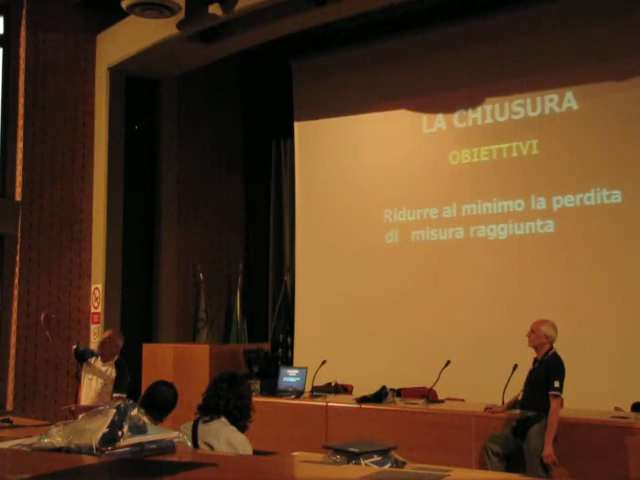 LA CHIUSURA
OBIETTIVI
Ridurre al minimo la perdita
di misura raggiunta